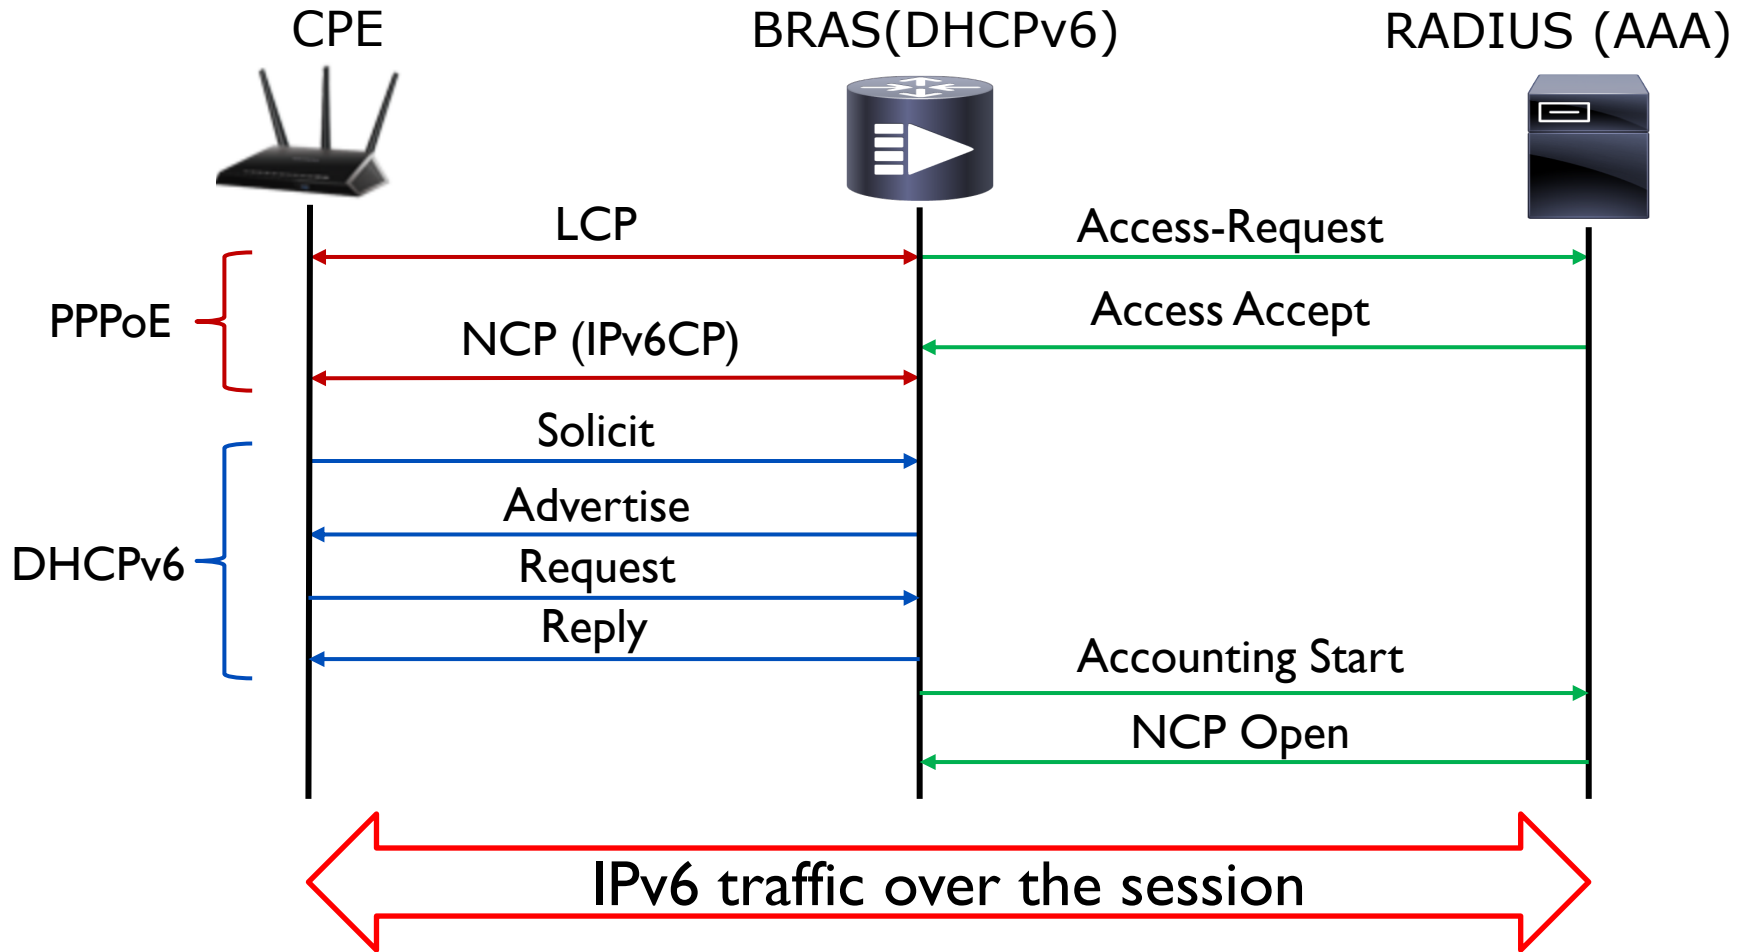 CPE
BRAS(DHCPv6)
RADIUS (AAA)
LCP
Access-Request
PPPoE
Access Accept
NCP (IPv6CP)
Solicit
Advertise
DHCPv6
Request
Reply
Accounting Start
NCP Open
IPv6 traffic over the session